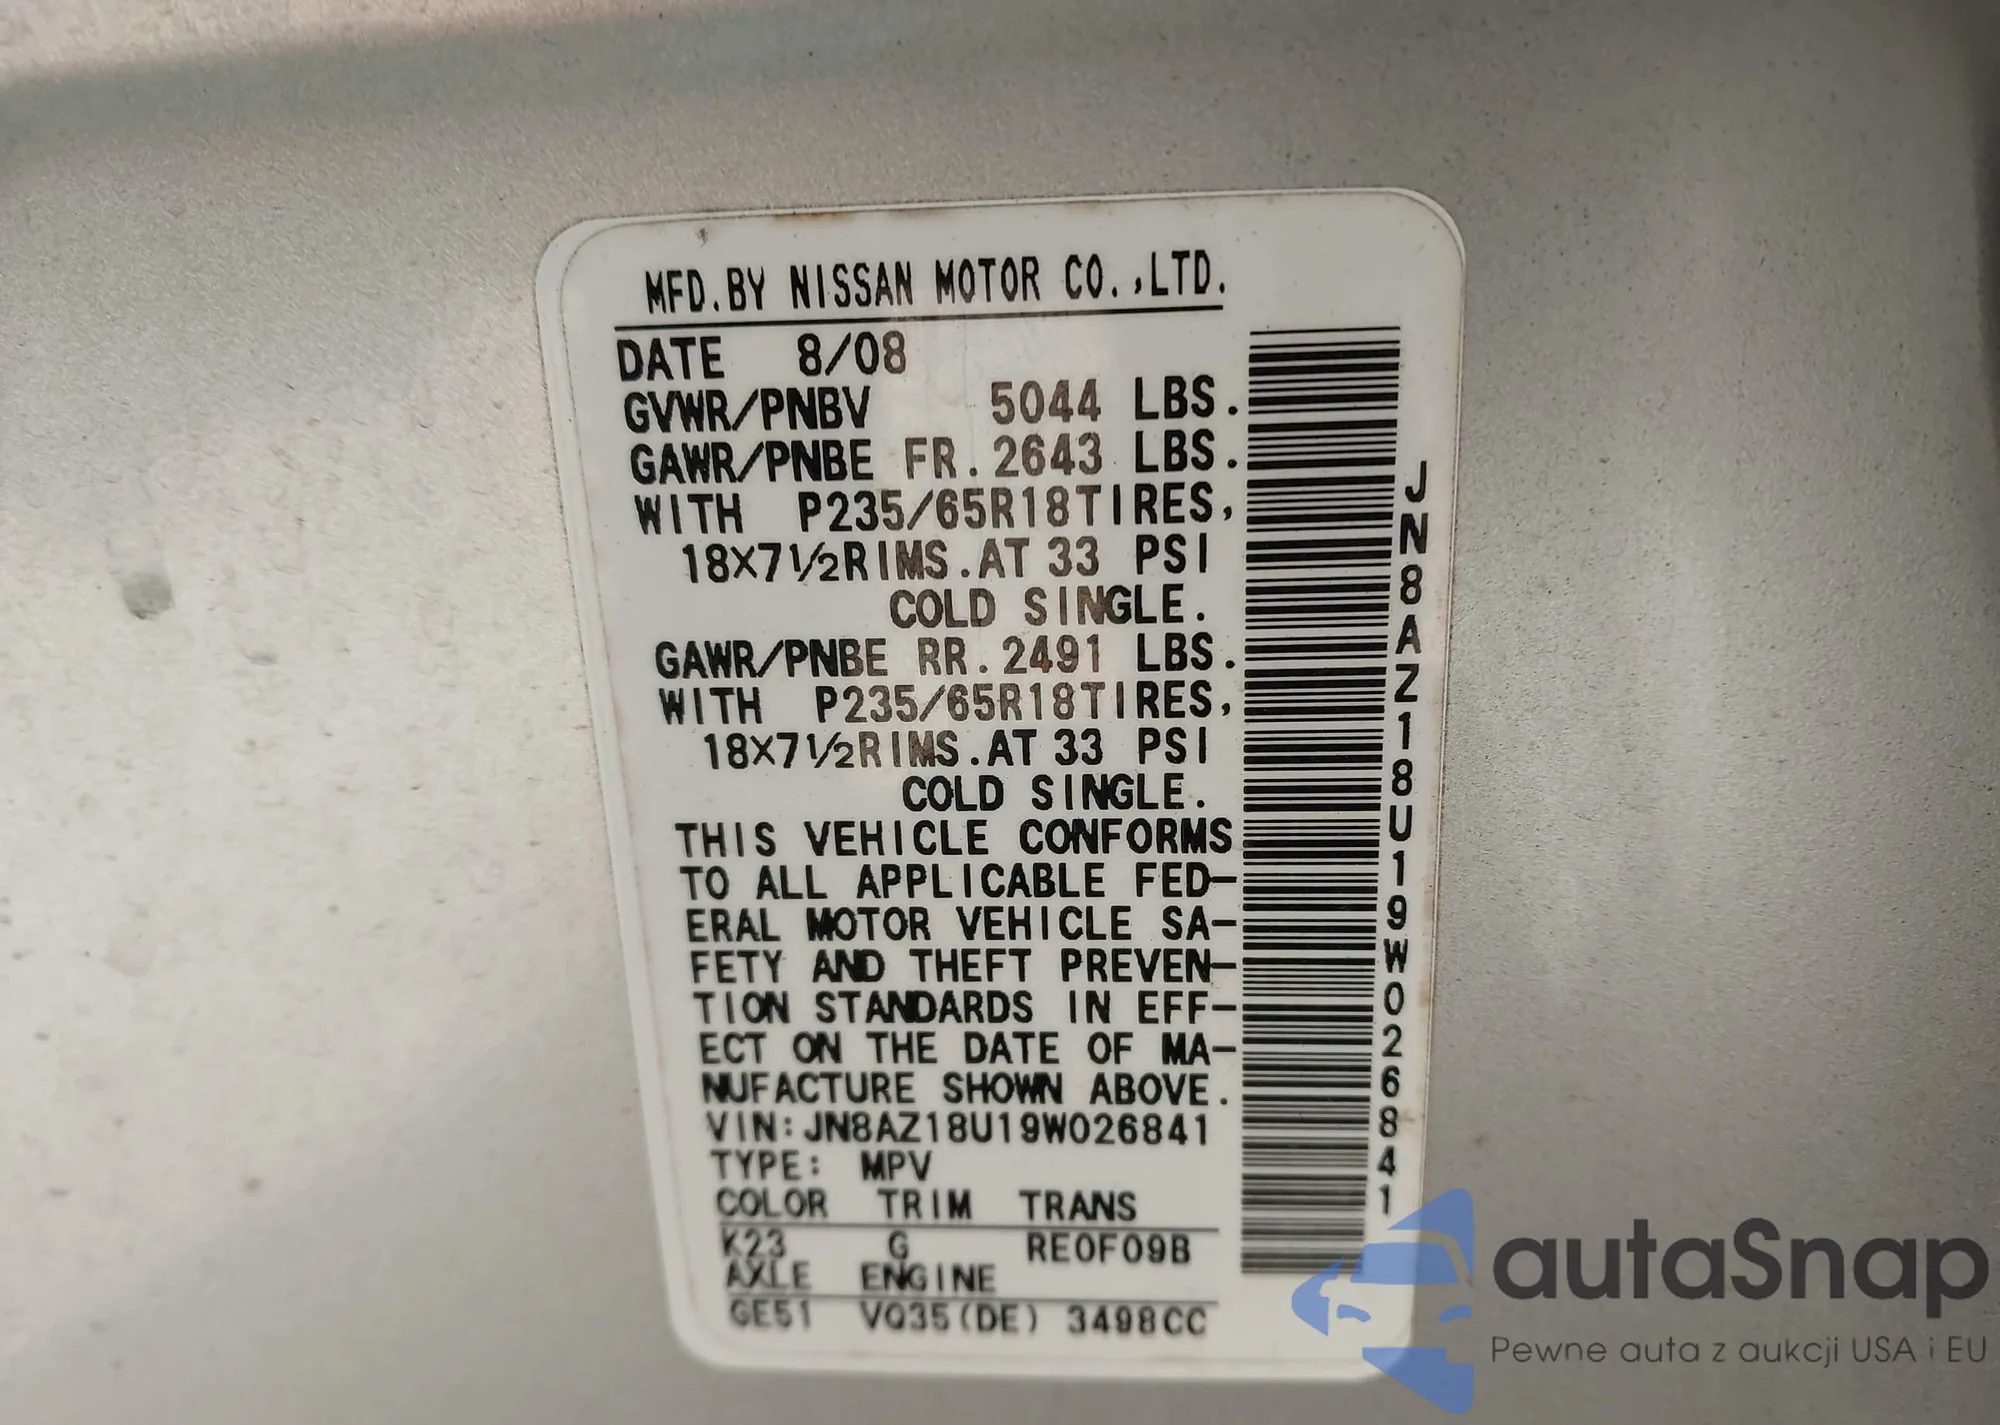 MFD.BY NISSAN MOTOR CO.,LTD.
DATE 8/08
GVWR/PNBV 5044 LBS.
GAWR/PNBE FR.2643 LBS.
WITH P235/65R18TIRES,
18X7½RIMS.AT 33 PSI
COLD SINGLE.
GAWR/PNBE RR.2491 LBS.
WITH P235/65R18TIRES,
18X7½RIMS.AT 33 PSI
COLD SINGLE.
THIS VEHICLE CONFORMS
TO ALL APPLICABLE FED-
ERAL MOTOR VEHICLE SA-
FETY AND THEFT PREVEN-
TION STANDARDS IN EFF-
ECT ON THE DATE OF MA-
NUFACTURE SHOWN ABOVE.
VIN:JN8AZ18U19W026841
TYPE: MPV
COLOR TRIM TRANS
K23 G RE0F09B
AXLE ENGINE
GE51 VQ35(DE) 3498CC
JN8AZ18U19W026841
autoSnap
Pewne auta z aukcji USA i EU